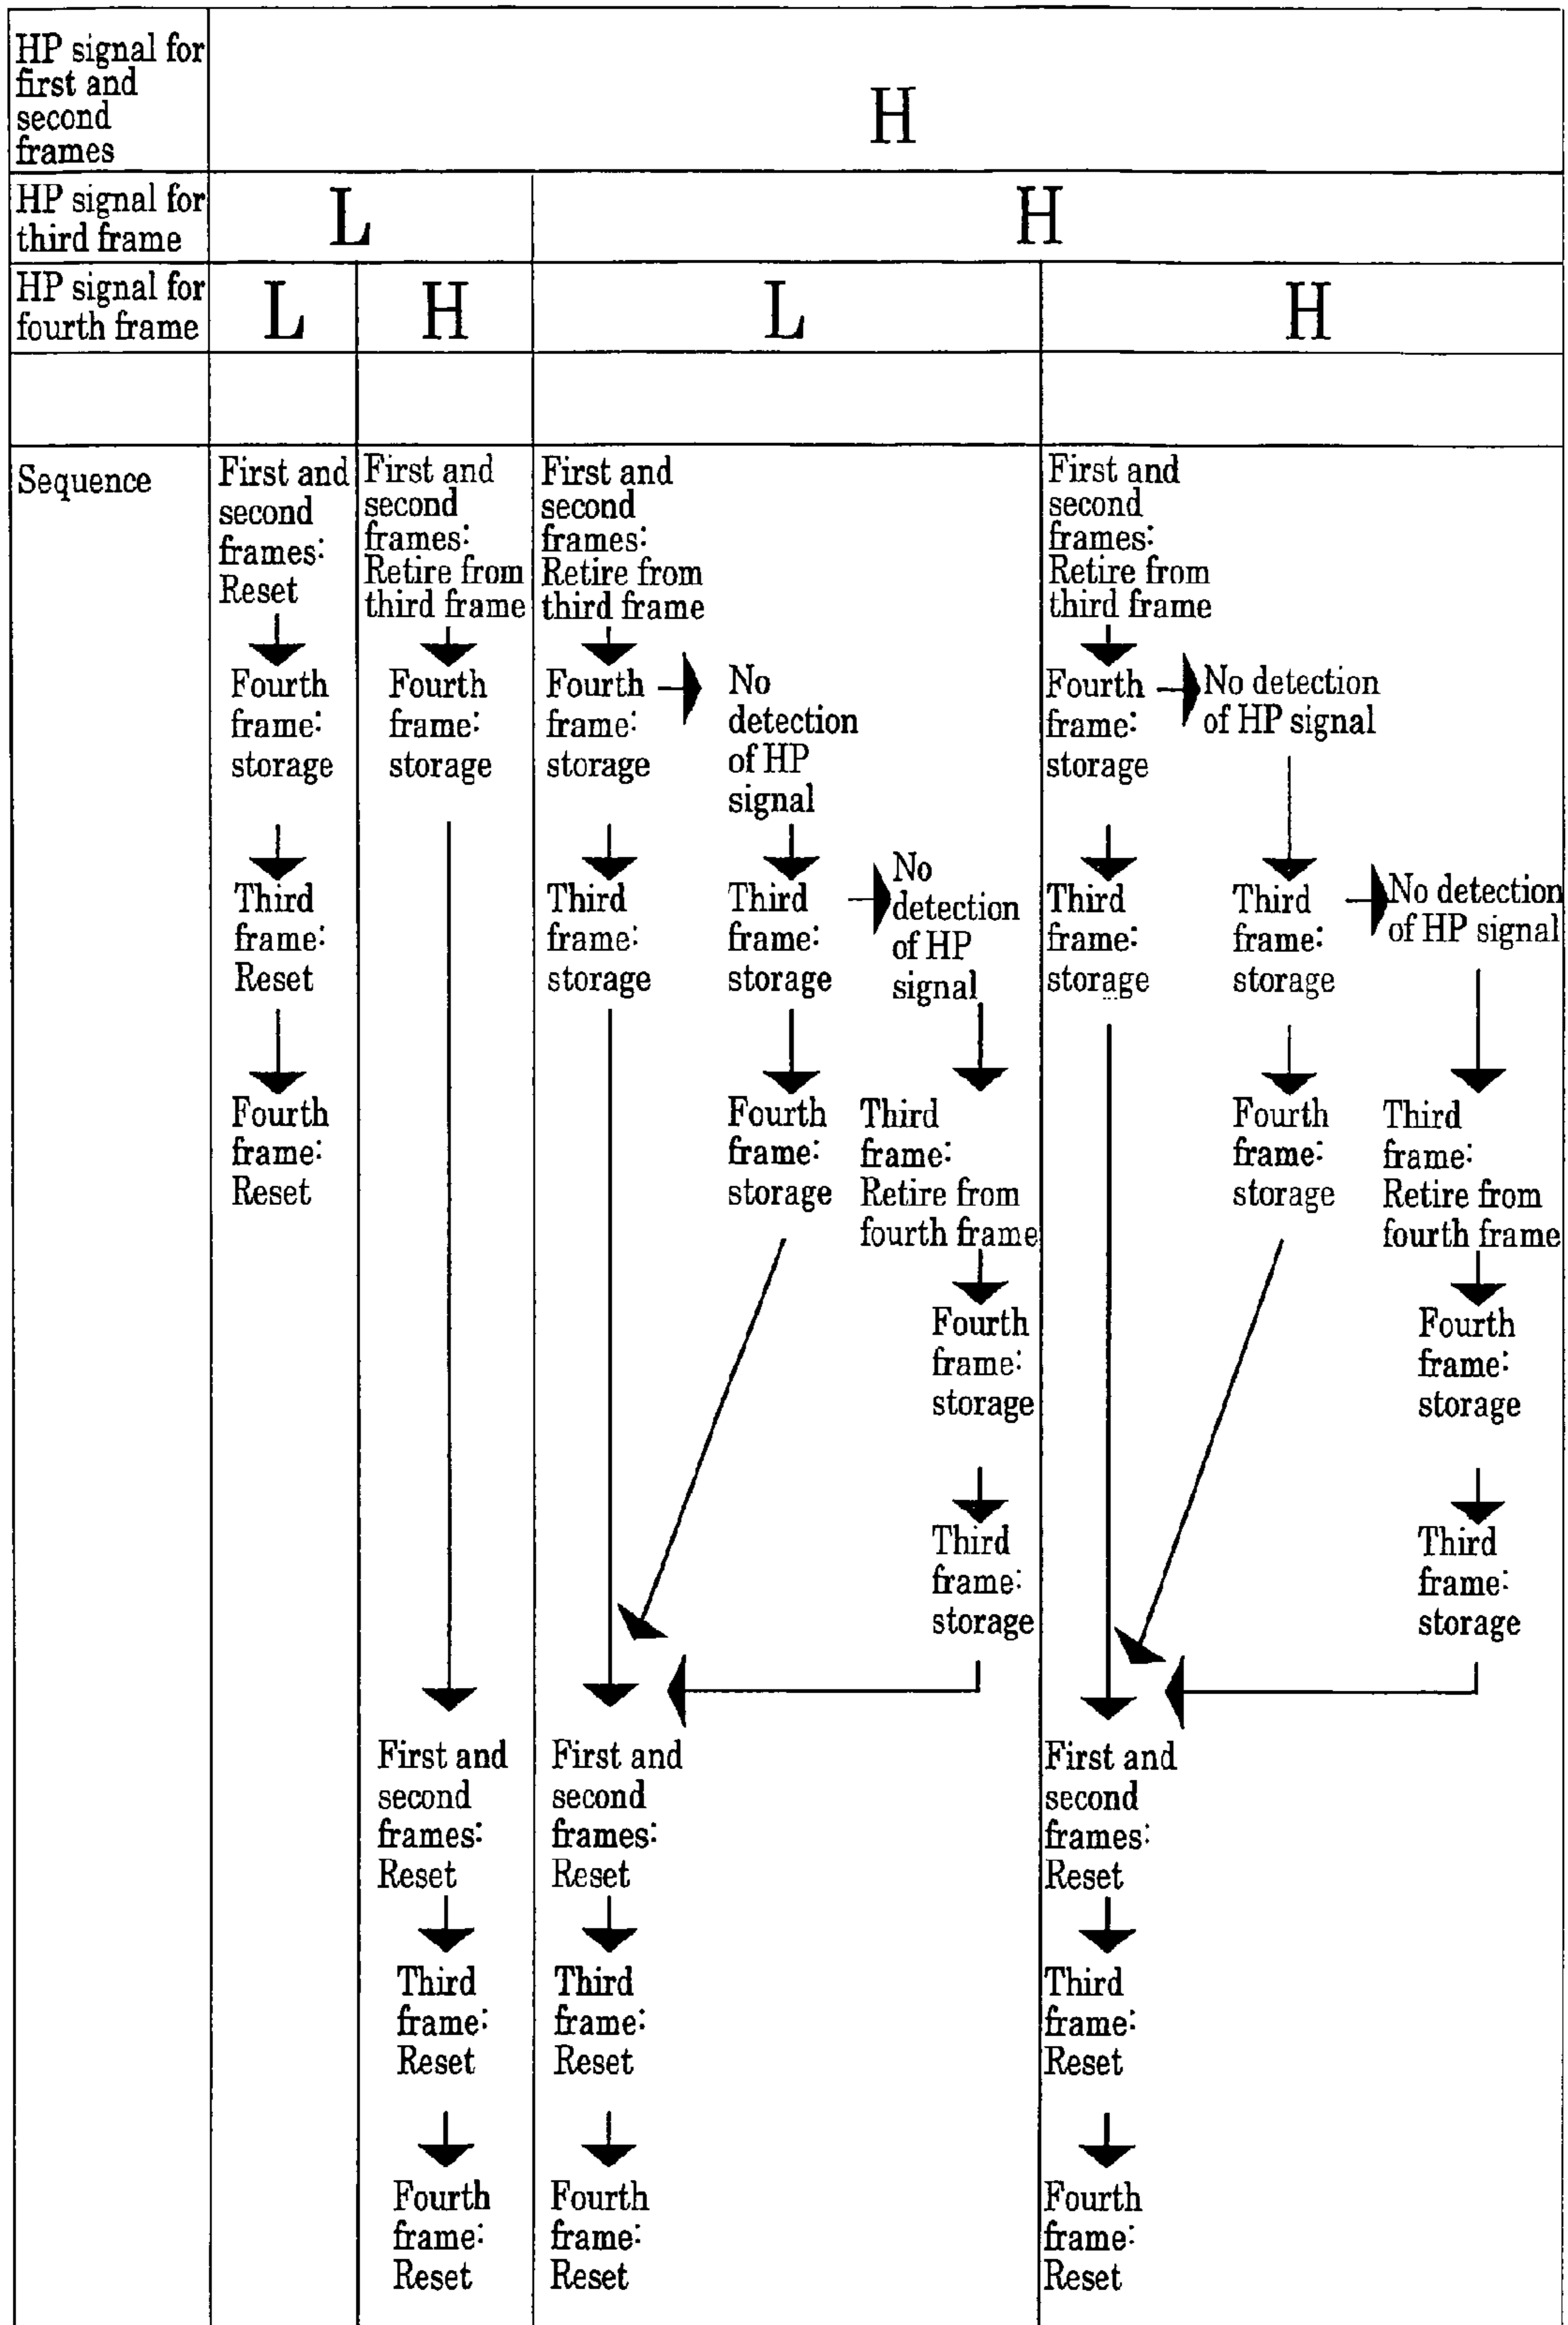 HP signal for
first and
second
frames
H
HP signal for
third frame
L
H
HP signal for
fourth frame
L
H
L
H
Sequence
First and
second
frames:
Reset
Fourth
frame:
storage
Third
frame:
Reset
Fourth
frame:
Reset
First and
second
frames:
Retire from
third frame
Fourth
frame:
storage
First and
second
frames:
Reset
Third
frame:
Reset
Fourth
frame:
Reset
First and
second
frames:
Retire from
third frame
Fourth
frame:
storage
No
detection
of HP
signal
Third
frame:
storage
Third
frame:
storage
No
detection
of HP
signal
Fourth
frame:
storage
Third
frame:
Retire from
fourth frame
Fourth
frame:
storage
Third
frame:
storage
First and
second
frames:
Reset
Third
frame:
Reset
Fourth
frame:
Reset
First and
second
frames:
Retire from
third frame
Fourth
frame:
storage
No detection
of HP signal
Third
frame:
storage
Third
frame:
storage
No detection
of HP signal
Fourth
frame:
storage
Third
frame:
Retire from
fourth frame
Fourth
frame:
storage
Third
frame:
storage
First and
second
frames:
Reset
Third
frame:
Reset
Fourth
frame:
Reset